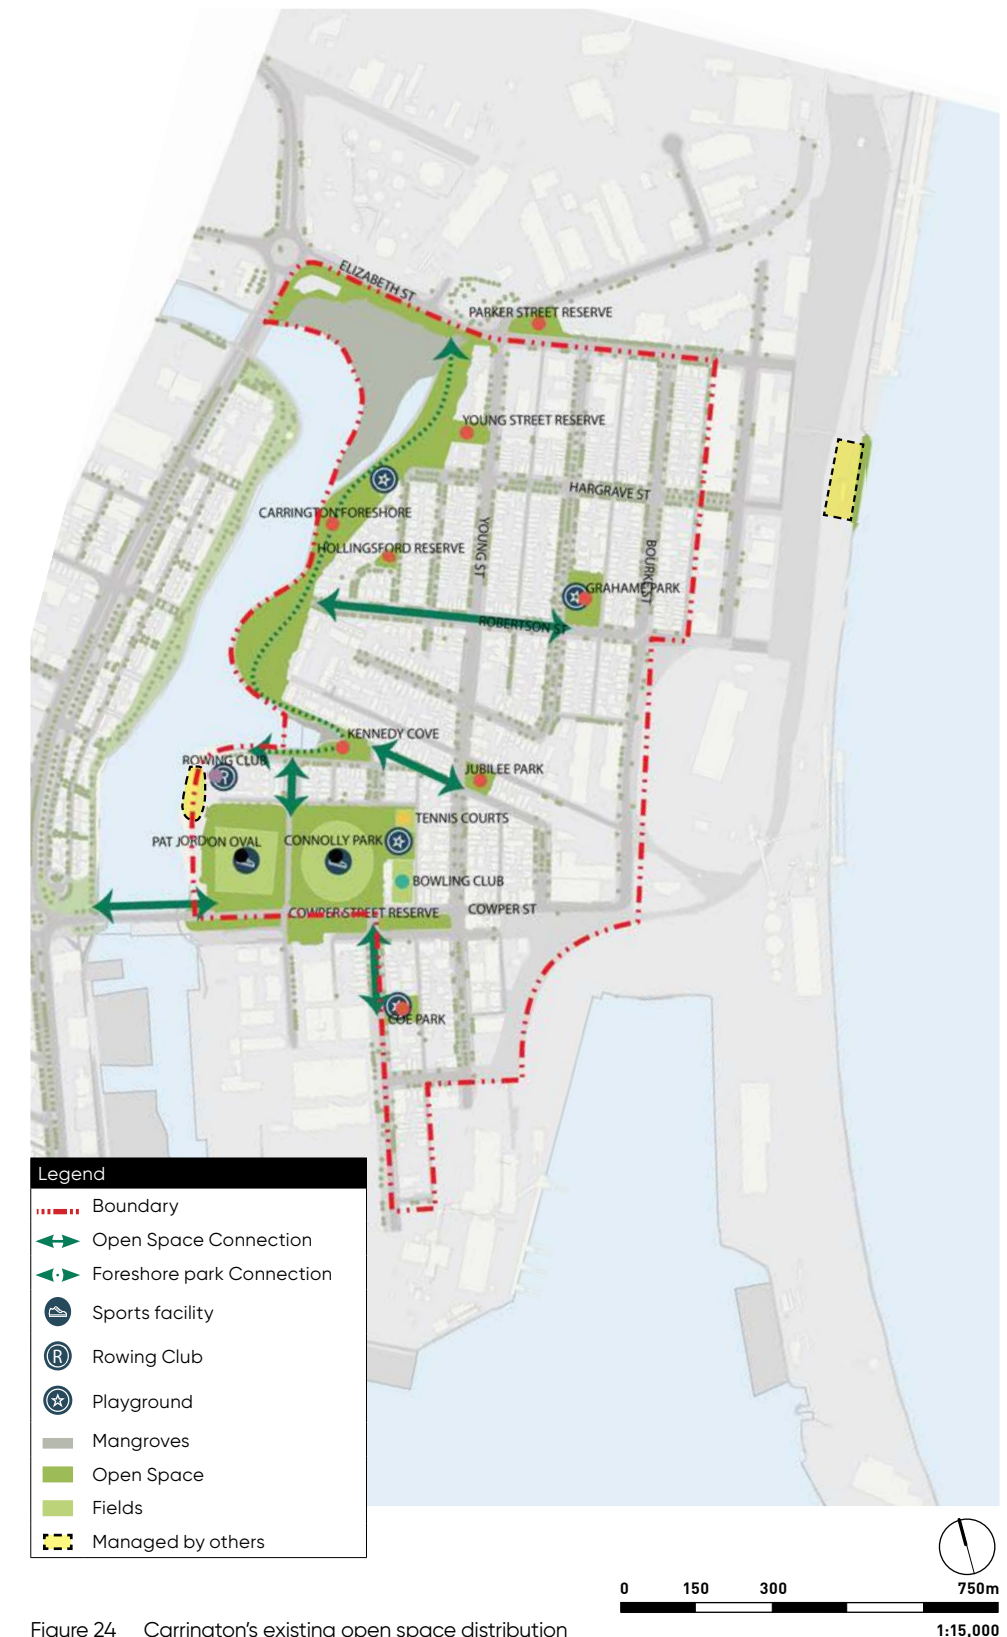 ELIZABETH ST
PARKER STREET RESERVE
YOUNG STREET RESERVE
HARGRAVE ST
CARRINGTON FORESHORE
YOUNG ST
HOLLINGSFORD RESERVE
BOURKE ST
GRAHAME PARK
ROBERTSON ST
KENNEDY COVE
ROWING CLUB
R
JUBILEE PARK
TENNIS COURTS
PAT JORDON OVAL
CONNOLLY PARK
BOWLING CLUB
COWPER STREET RESERVE
COWPER ST
COE PARK
Legend
Boundary
Open Space Connection
Foreshore park Connection
Sports facility
R Rowing Club
Playground
Mangroves
Open Space
Fields
Managed by others
0 150 300 750m
1:15,000
Figure 24 Carrington's existing open space distribution